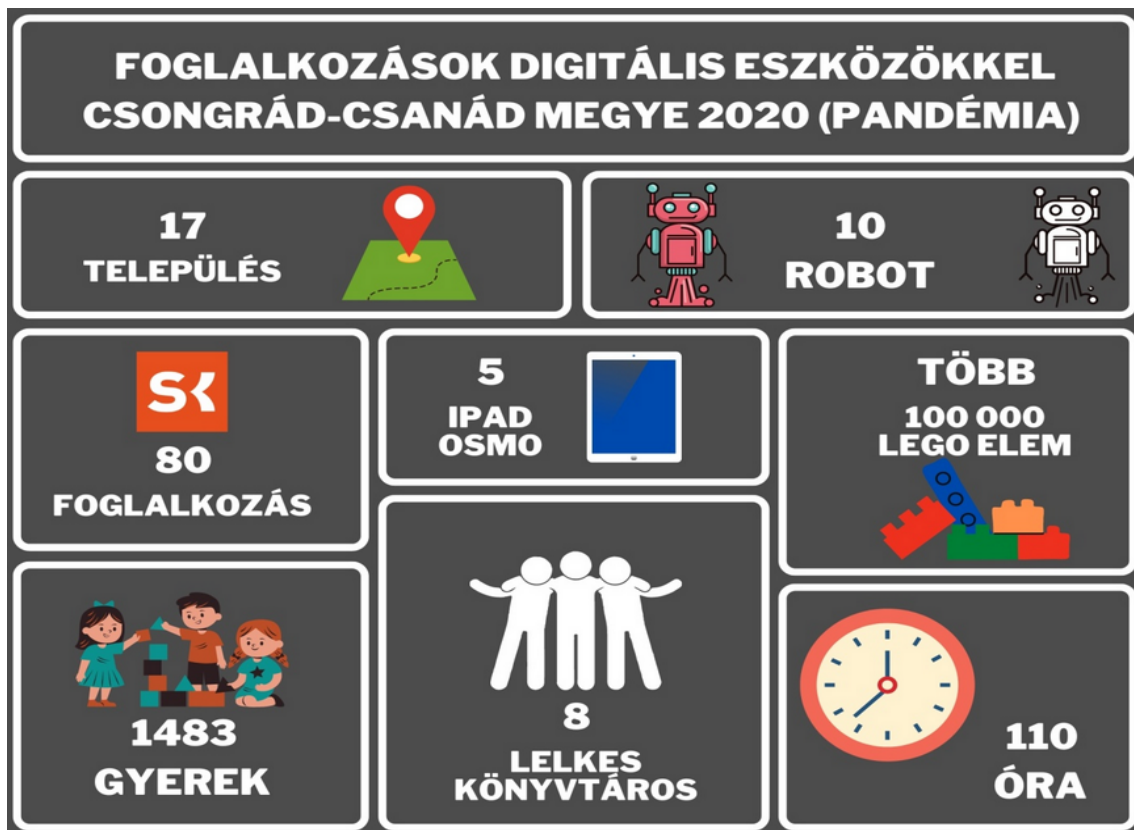 FOGLALKOZÁSOK DIGITÁLIS ESZKÖZÖKKEL
CSONGRÁD-CSANÁD MEGYE 2020 (PANDÉMIA)
17
TELEPÜLÉS
10
ROBOT
SK
80
FOGLALKOZÁS
5
IPAD
OSMO
TÖBB
100 000
LEGO ELEM
1483
GYEREK
8
LELKES
KÖNYVTÁROS
110
ÓRA